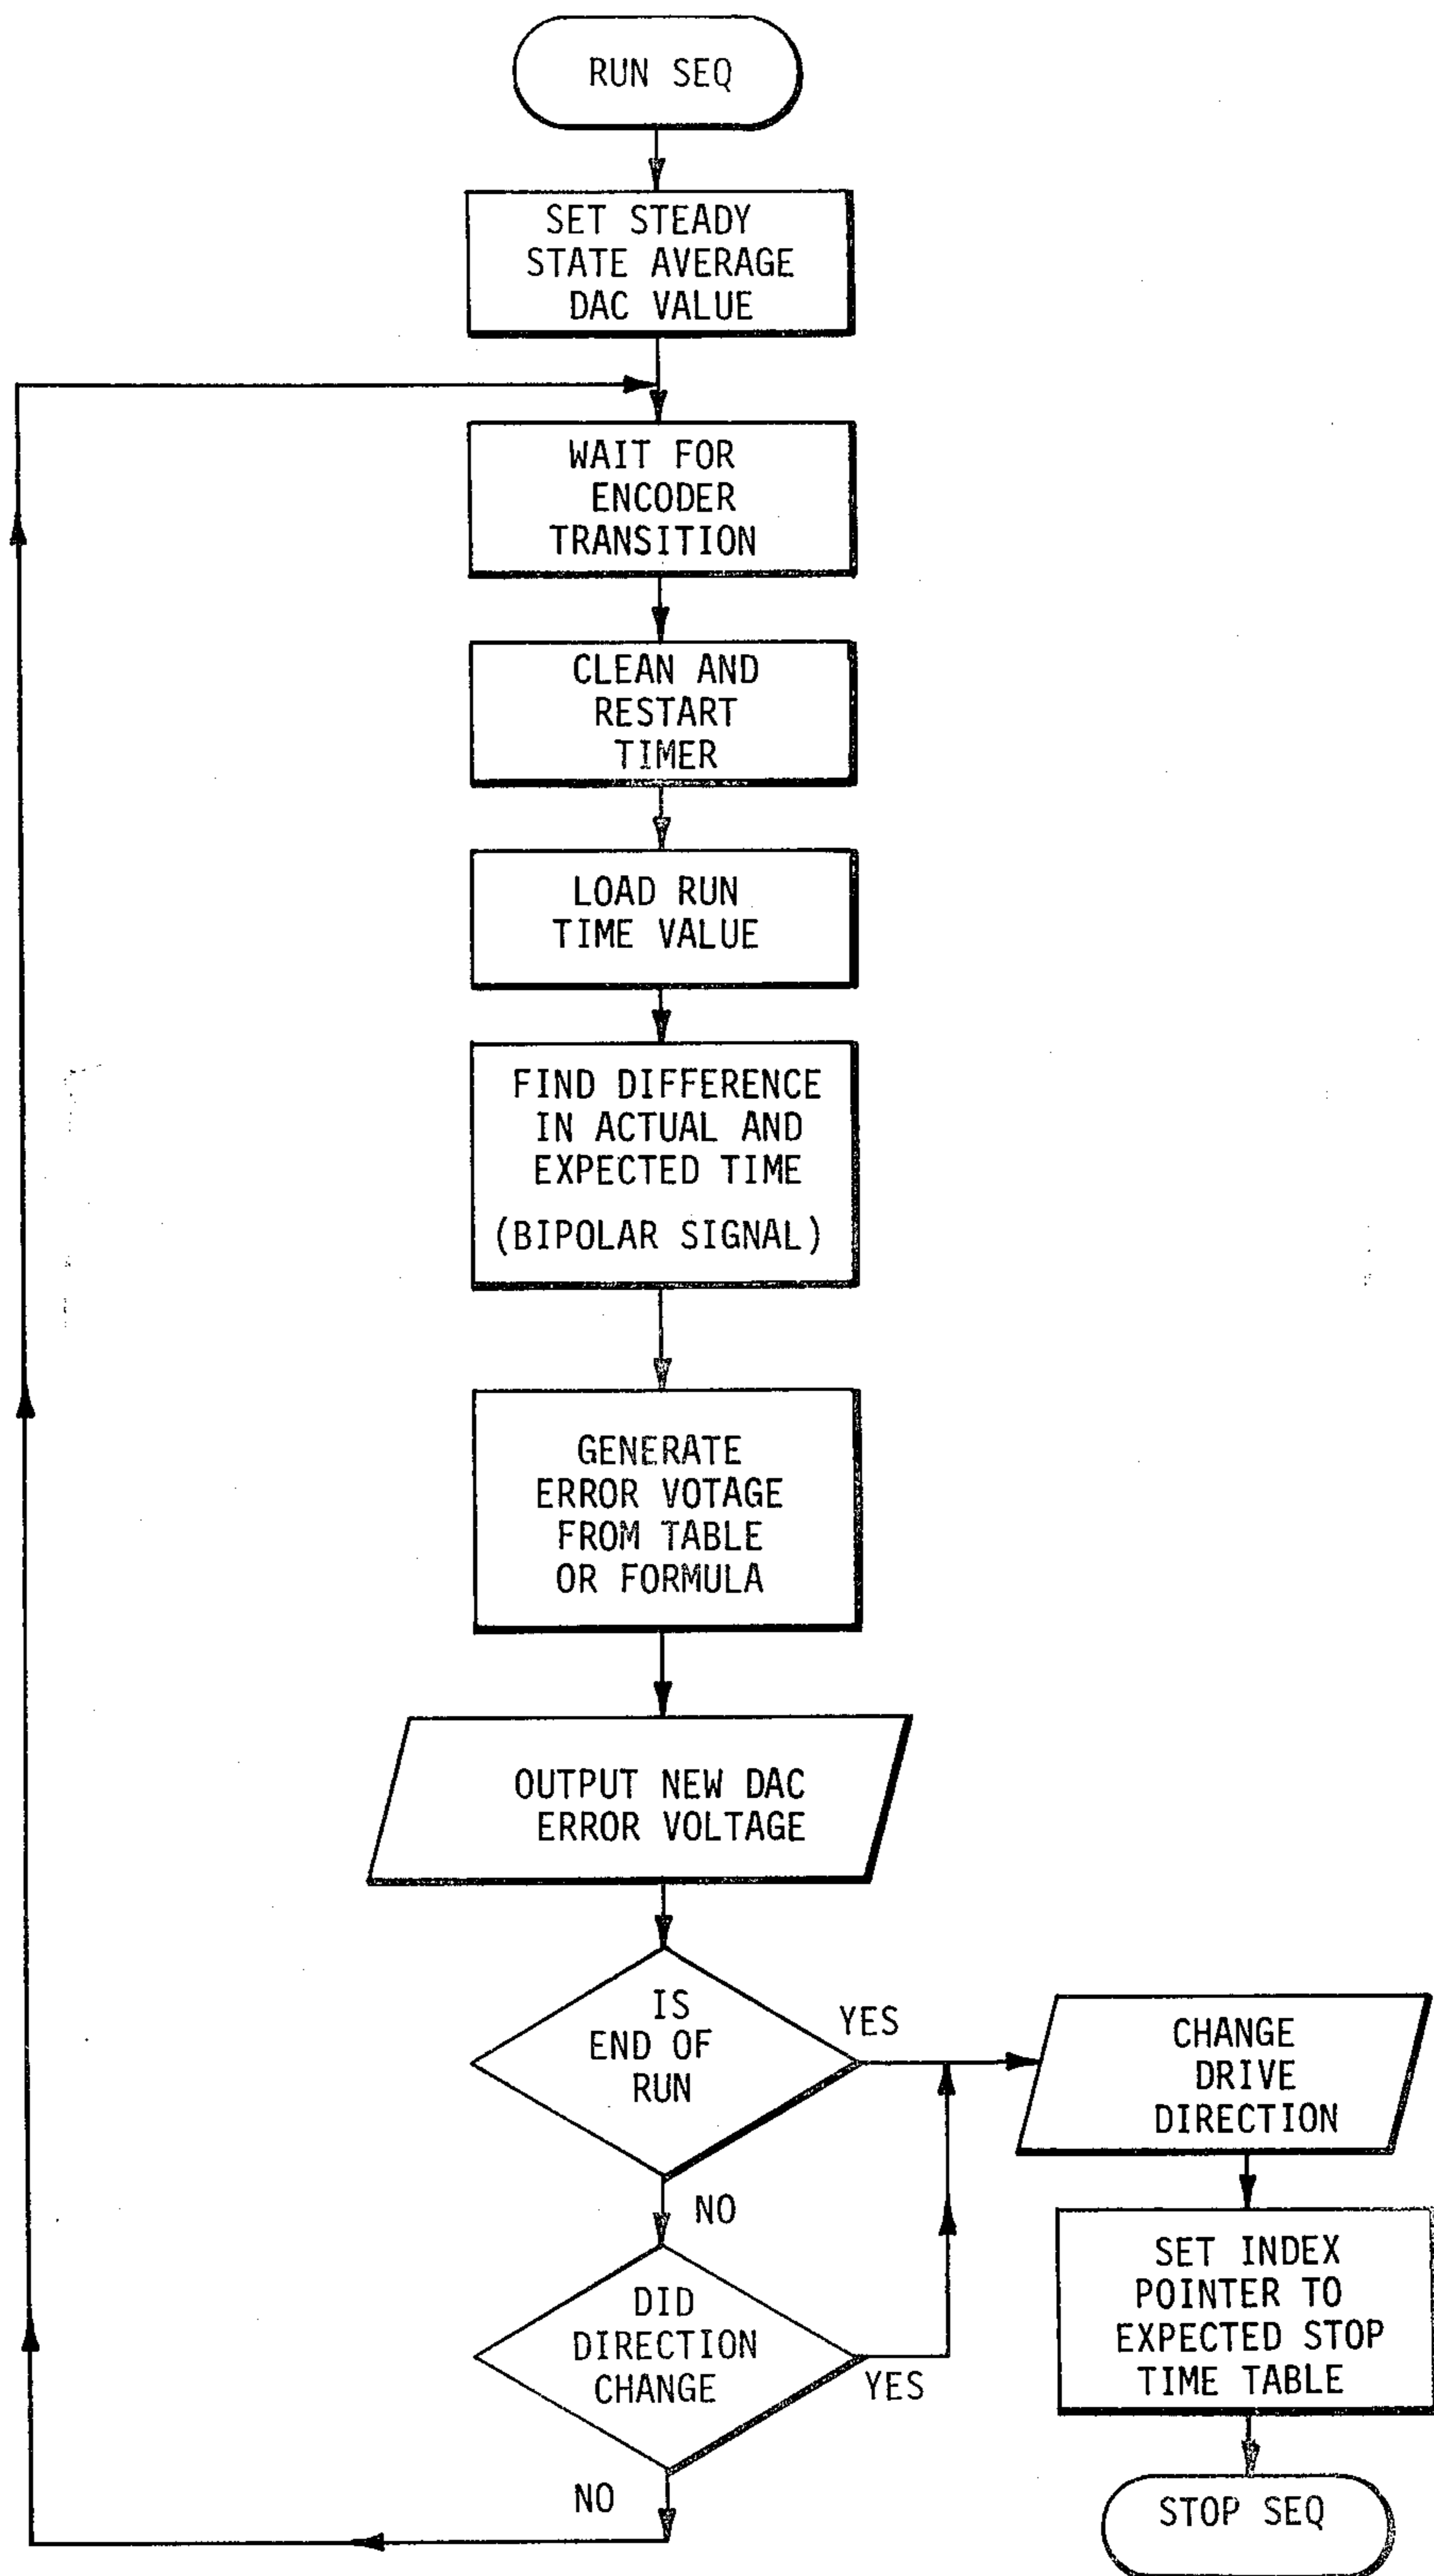 RUN SEQ
SET STEADY
STATE AVERAGE
DAC VALUE
WAIT FOR
ENCODER
TRANSITION
CLEAN AND
RESTART
TIMER
LOAD RUN
TIME VALUE
FIND DIFFERENCE
IN ACTUAL AND
EXPECTED TIME
(BIPOLAR SIGNAL)
GENERATE
ERROR VOTAGE
FROM TABLE
OR FORMULA
OUTPUT NEW DAC
ERROR VOLTAGE
IS
END OF
RUN
YES
CHANGE
DRIVE
DIRECTION
NO
DID
DIRECTION
CHANGE
YES
SET INDEX
POINTER TO
EXPECTED STOP
TIME TABLE
NO
STOP SEQ